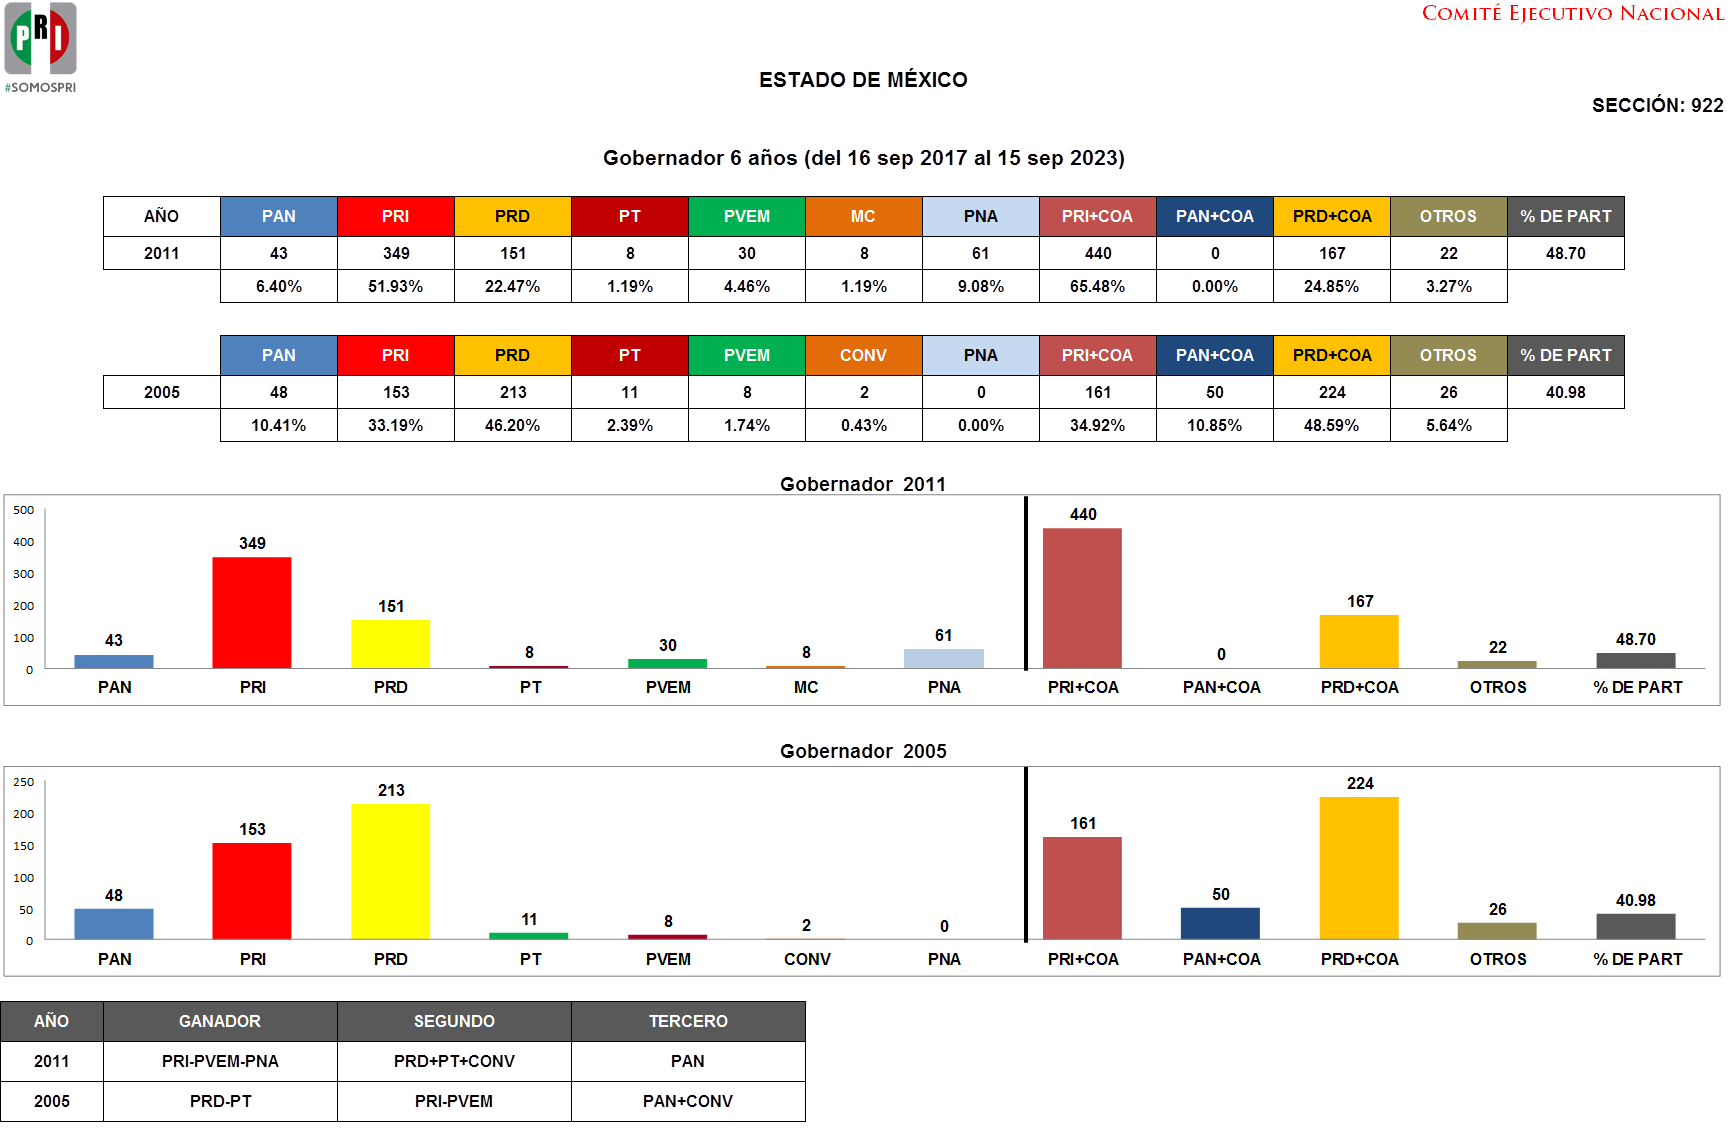 PRI
#SOMOSPRI
COMITÉ EJECUTIVO NACIONAL
ESTADO DE MÉXICO
SECCIÓN: 922
Gobernador 6 años (del 16 sep 2017 al 15 sep 2023)
AÑO PAN PRI PRD PT PVEM MC PNA PRI+COA PAN+COA PRD+COA OTROS % DE PART
2011 43 349 151 8 30 8 61 440 0 167 22 48.70
6.40% 51.93% 22.47% 1.19% 4.46% 1.19% 9.08% 65.48% 0.00% 24.85% 3.27%
PAN PRI PRD PT PVEM CONV PNA PRI+COA PAN+COA PRD+COA OTROS % DE PART
2005 48 153 213 11 8 2 0 161 50 224 26 40.98
10.41% 33.19% 46.20% 2.39% 1.74% 0.43% 0.00% 34.92% 10.85% 48.59% 5.64%
Gobernador 2011
500
400
300
200
100
0
43 349 151 8 30 8 61 440 0 167 22 48.70
PAN PRI PRD PT PVEM MC PNA PRI+COA PAN+COA PRD+COA OTROS % DE PART
Gobernador 2005
250
200
150
100
50
0
48 153 213 11 8 2 0 161 50 224 26 40.98
PAN PRI PRD PT PVEM CONV PNA PRI+COA PAN+COA PRD+COA OTROS % DE PART
AÑO GANADOR SEGUNDO TERCERO
2011 PRI-PVEM-PNA PRD+PT+CONV PAN
2005 PRD-PT PRI-PVEM PAN+CONV